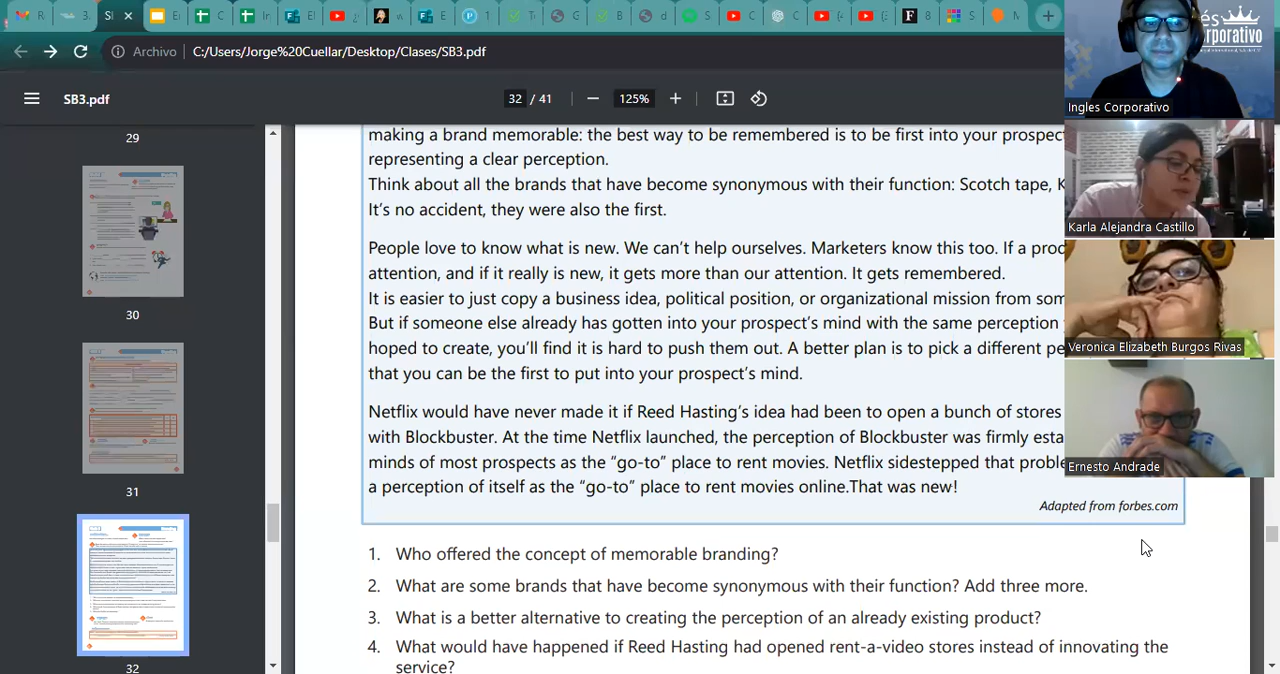 Archivo
C:/Users/Jorge%20Cuellar/Desktop/Clases/SB3.pdf
és
corporativo
SB3.pdf
32 / 41
125%
Ingles Corporativo
29
30
31
32
making a brand memorable: the best way to be remembered is to be first into your prospect
representing a clear perception.
Think about all the brands that have become synonymous with their function: Scotch tape, K
It's no accident, they were also the first.
People love to know what is new. We can't help ourselves. Marketers know this too. If a prod
attention, and if it really is new, it gets more than our attention. It gets remembered.
It is easier to just copy a business idea, political position, or organizational mission from som
But if someone else already has gotten into your prospect's mind with the same perception
hoped to create, you'll find it is hard to push them out. A better plan is to pick a different pe
that you can be the first to put into your prospect's mind.
Netflix would have never made it if Reed Hasting's idea had been to open a bunch of stores
with Blockbuster. At the time Netflix launched, the perception of Blockbuster was firmly esta
minds of most prospects as the "go-to" place to rent movies. Netflix sidestepped that proble
a perception of itself as the "go-to" place to rent movies online.That was new!
Adapted from forbes.com
1. Who offered the concept of memorable branding?
2. What are some brands that have become synonymous with their function? Add three more.
3. What is a better alternative to creating the perception of an already existing product?
4. What would have happened if Reed Hasting had opened rent-a-video stores instead of innovating the
service?
Karla Alejandra Castillo
Veronica Elizabeth Burgos Rivas
Ernesto Andrade